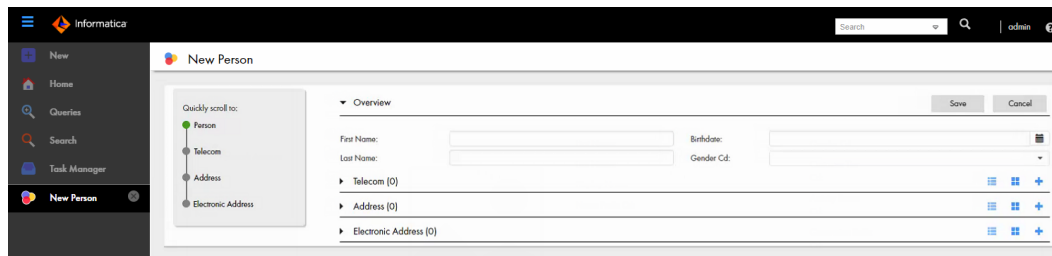 Informatica
Search
admin
New
Home
Queries
Search
Task Manager
New Person
New Person
Quickly scroll to:
Person
Telecom
Address
Electronic Address
Overview
Save
Cancel
First Name:
Birthdate:
Last Name:
Gender Cd:
Telecom (0)
Address (0)
Electronic Address (0)